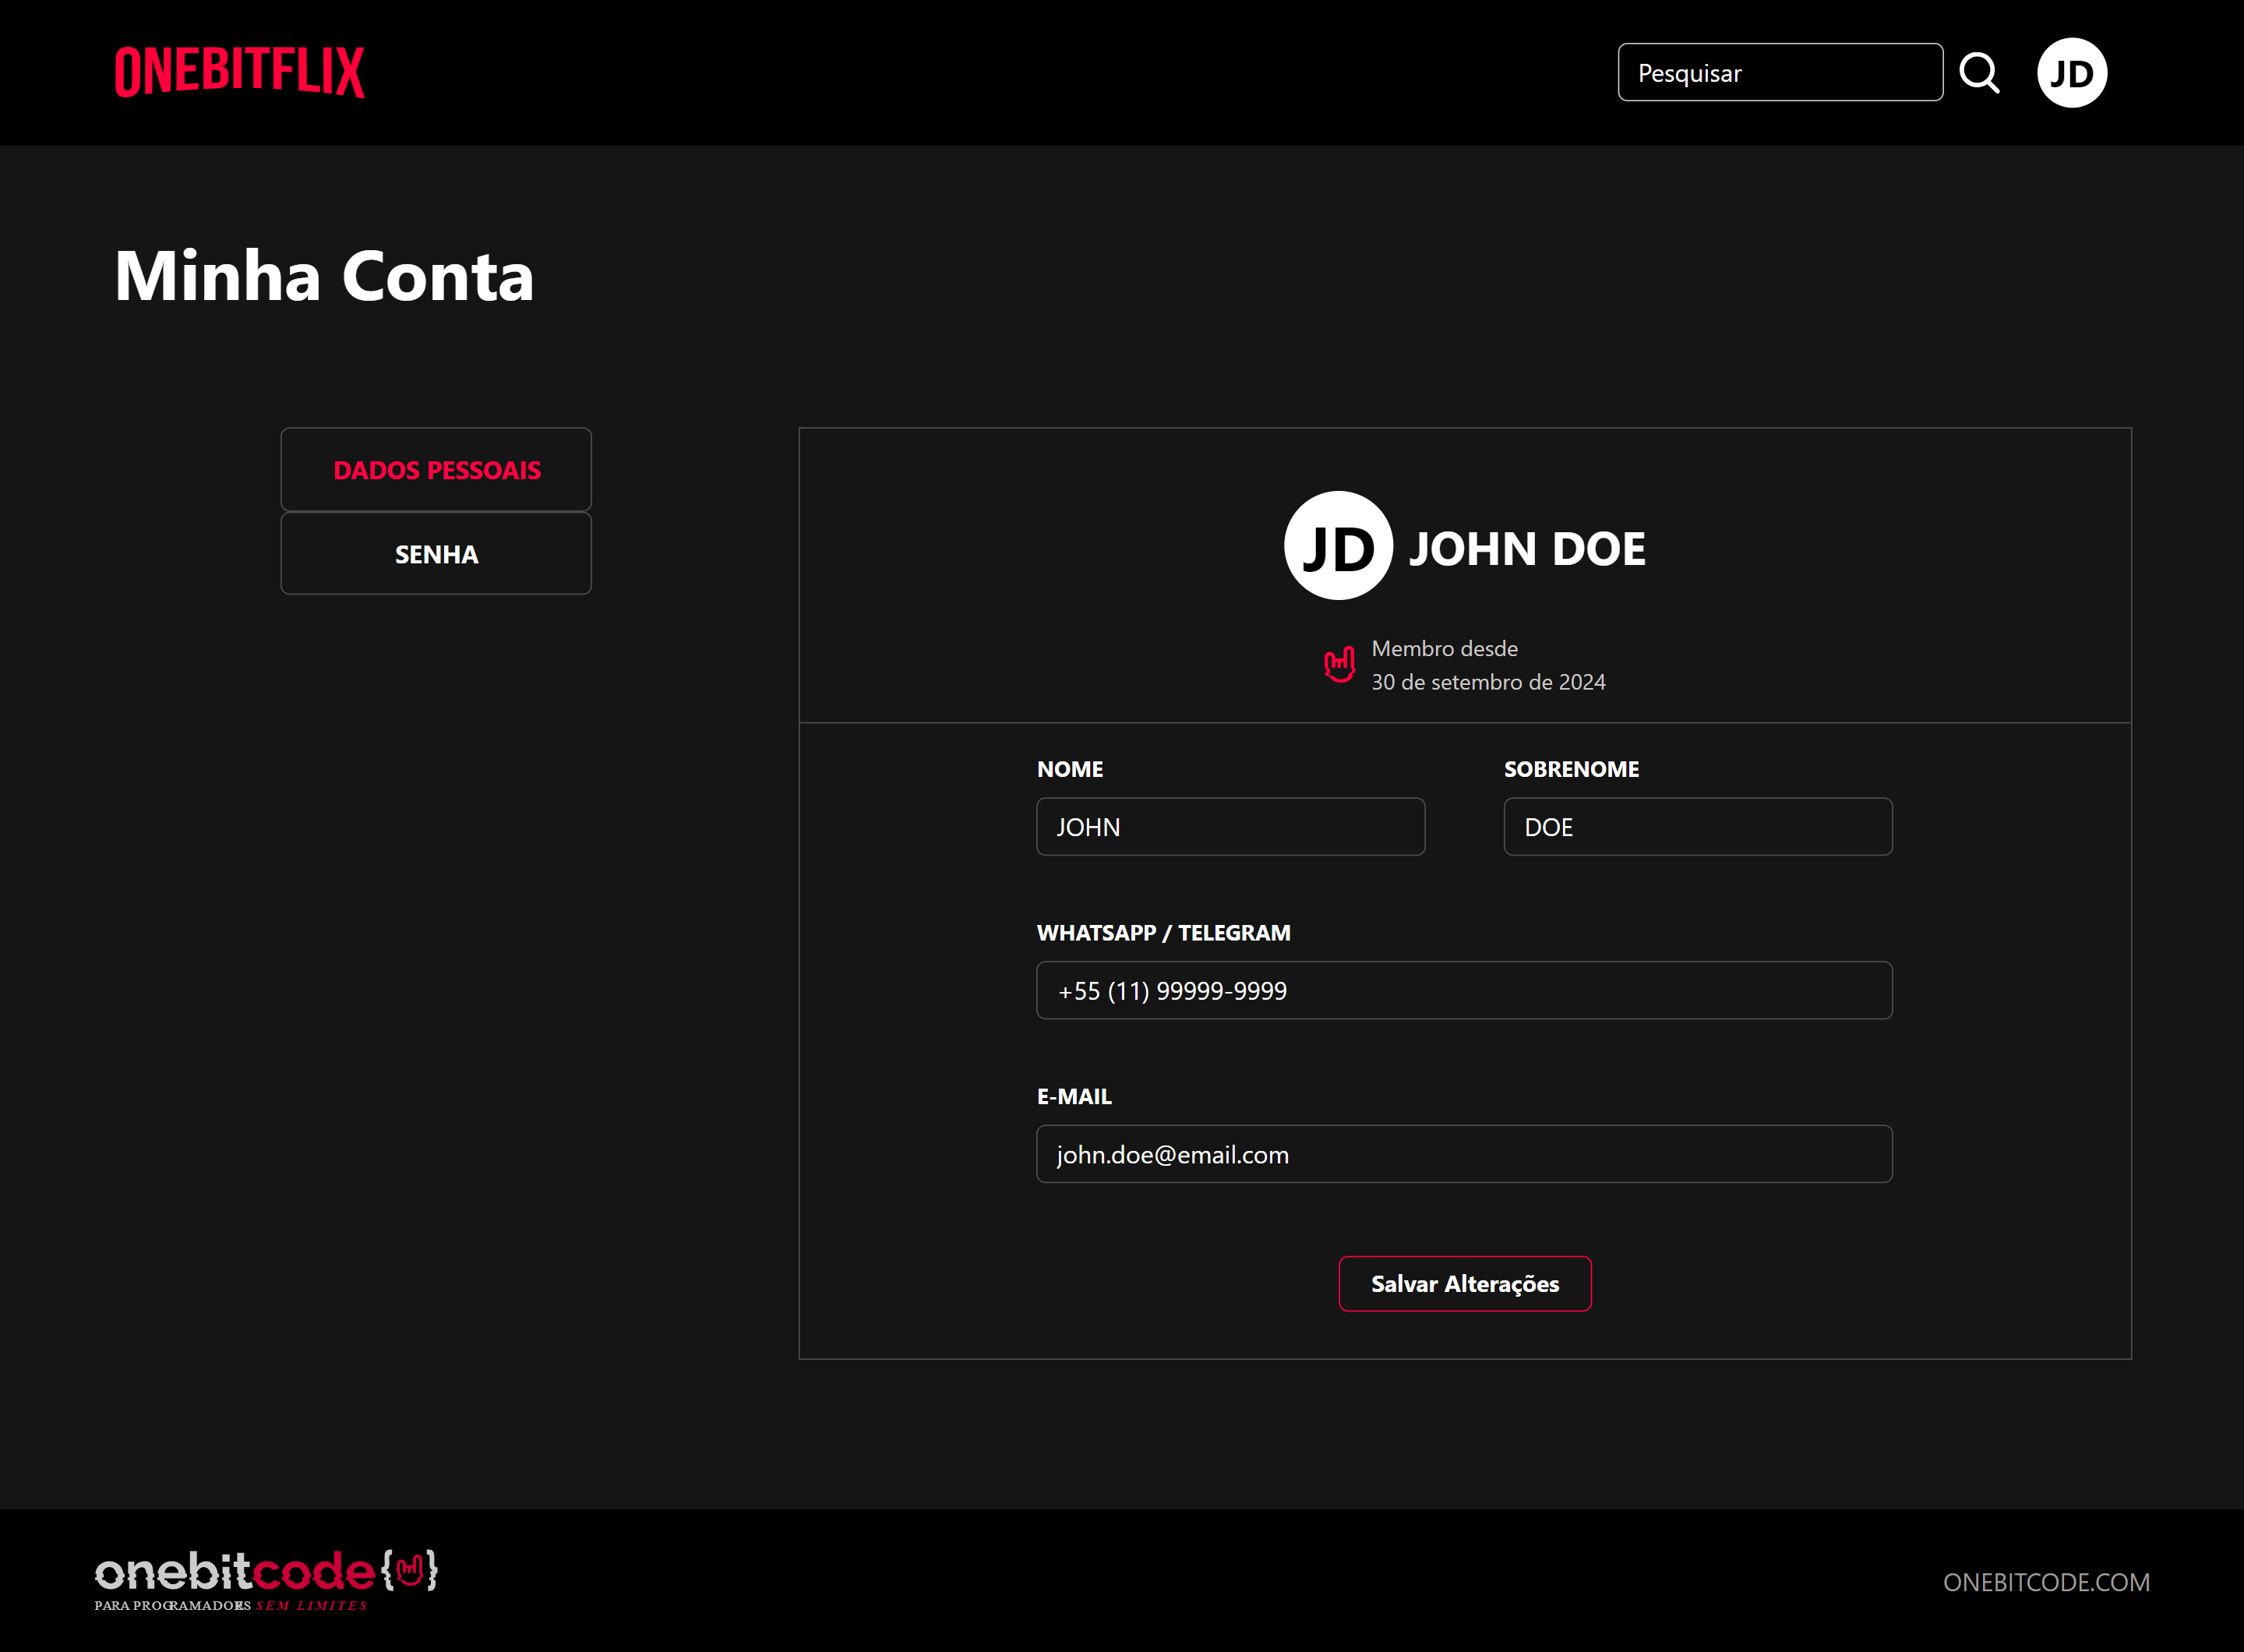 ONEBITFLIX
Pesquisar
JD
Minha Conta
DADOS PESSOAIS
SENHA
JD JOHN DOE
Membro desde
30 de setembro de 2024
NOME
SOBRENOME
JOHN
DOE
WHATSAPP / TELEGRAM
+55 (11) 99999-9999
E-MAIL
john.doe@email.com
Salvar Alterações
onebitcode{}
PARA PROGRAMADORES SEM LIMITES
ONEBITCODE.COM